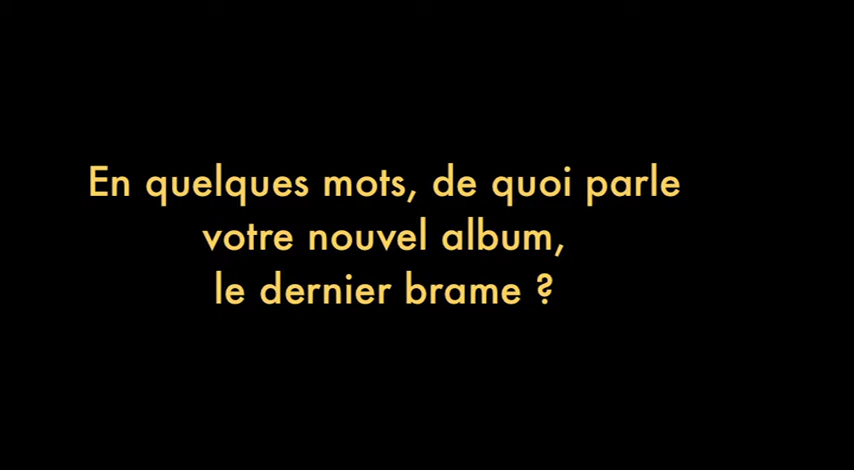 En quelques mots, de quoi parle
votre nouvel album,
le dernier brame ?